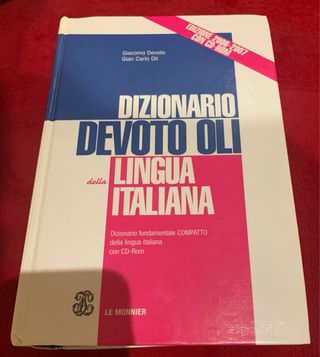 Giacomo Devoto
Gian Carlo Oli
EDIZIONE 2006-2007
CON CD-ROM
DIZIONARIO
DEVOTO OLI
della LINGUA
ITALIANA
Dizionario fondamentale COMPATTO
della lingua italiana
con CD-Rom
LE MONNIER